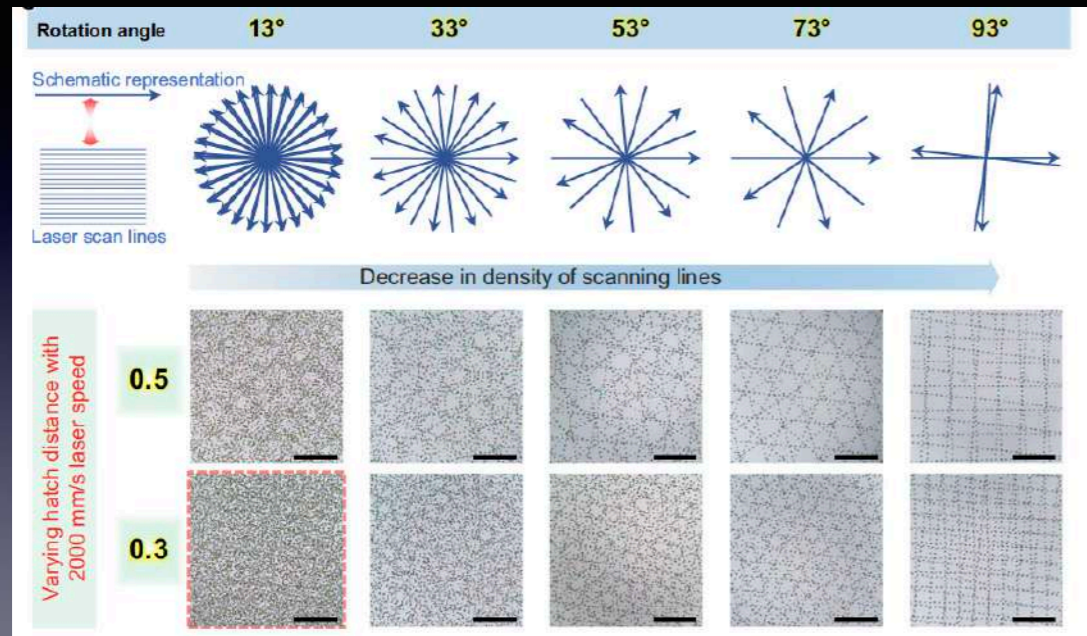 Rotation angle 13° 33° 53° 73° 93°
Schematic representation
Laser scan lines
Decrease in density of scanning lines
Varying hatch distance with
2000 mm/s laser speed
0.5
0.3